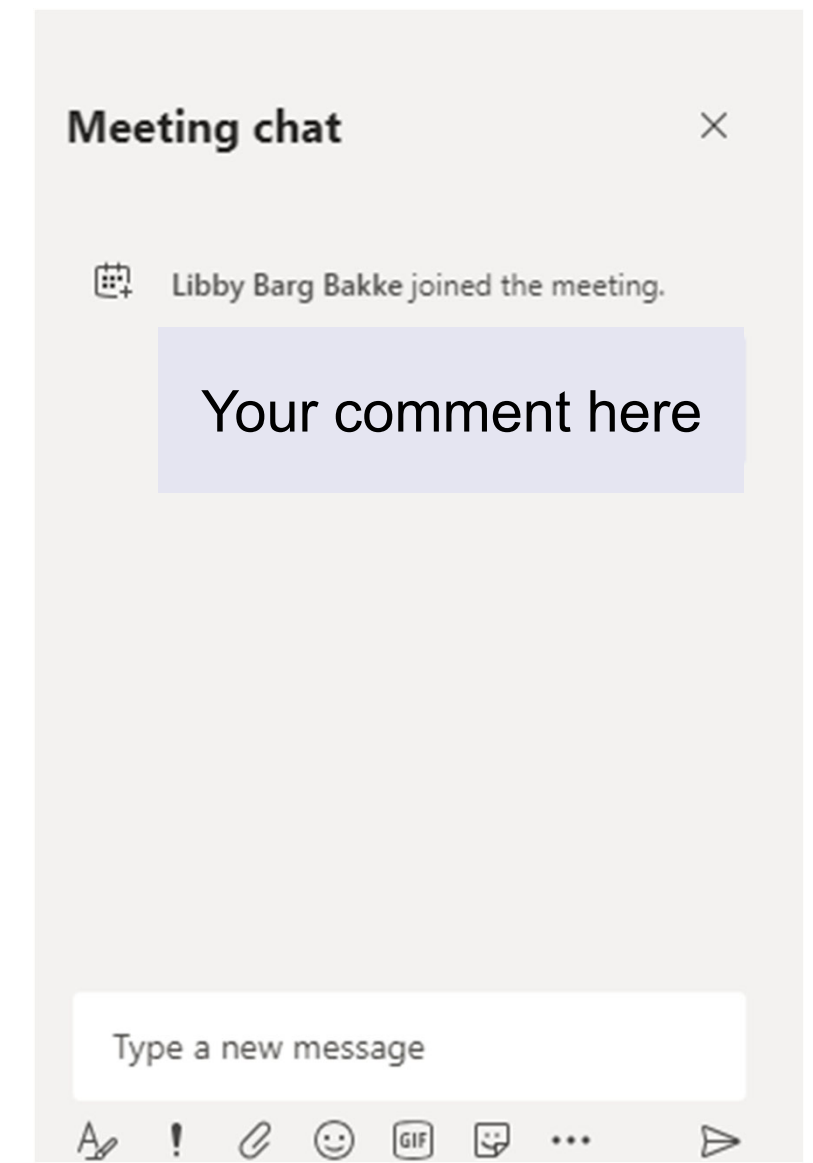 Meeting chat
Libby Barg Bakke joined the meeting.
Your comment here
Type a new message
GIF